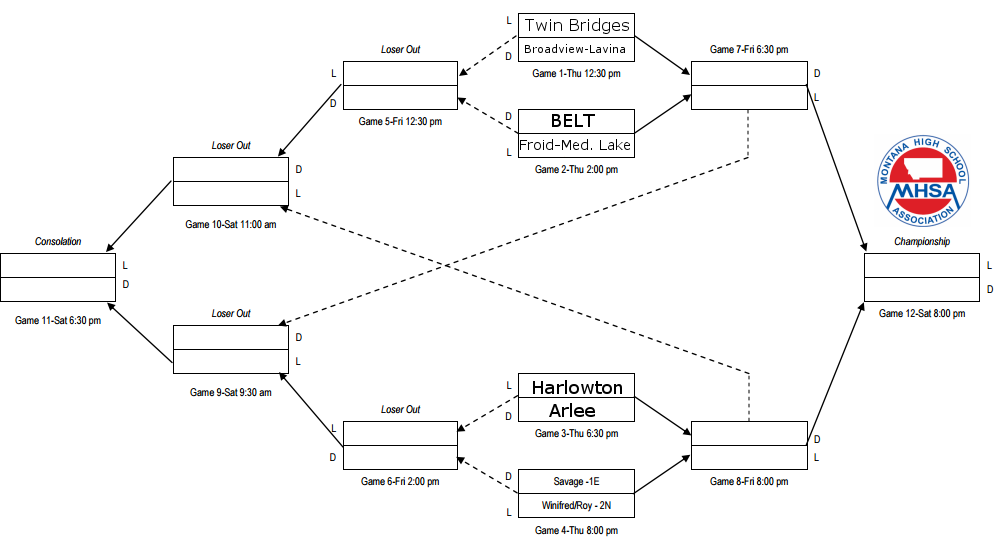 L
Twin Bridges
Loser Out
D
Broadview-Lavina
Game 7-Fri 6:30 pm
L
Game 1-Thu 12:30 pm
D
D
L
Game 5-Fri 12:30 pm
D
BELT
L
Froid-Med. Lake
Loser Out
Game 2-Thu 2:00 pm
D
L
MONTANA HIGH SCHOOL
MHSA
ASSOCIATION
Game 10-Sat 11:00 am
Consolation
Championship
L
L
D
D
Game 11-Sat 6:30 pm
Loser Out
Game 12-Sat 8:00 pm
D
L
Game 9-Sat 9:30 am
L
Harlowton
Loser Out
D
Arlee
L
Game 3-Thu 6:30 pm
D
D
L
Game 6-Fri 2:00 pm
D
Savage -1E
Game 8-Fri 8:00 pm
L
Winifred/Roy - 2N
Game 4-Thu 8:00 pm